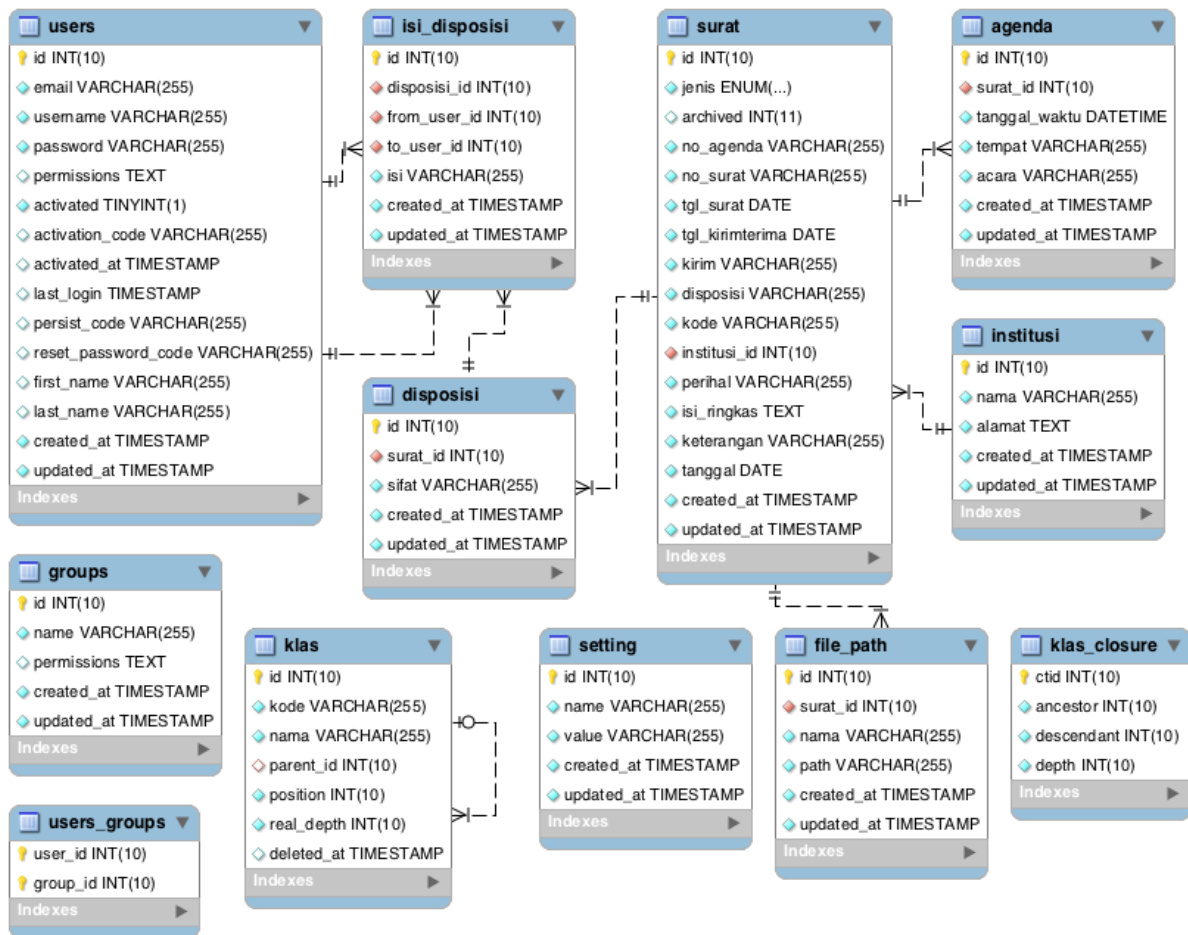 users
id INT(10)
email VARCHAR(255)
username VARCHAR(255)
password VARCHAR(255)
permissions TEXT
activated TINYINT(1)
activation_code VARCHAR(255)
activated_at TIMESTAMP
last_login TIMESTAMP
persist_code VARCHAR(255)
reset_password_code VARCHAR(255)
first_name VARCHAR(255)
last_name VARCHAR(255)
created_at TIMESTAMP
updated_at TIMESTAMP
Indexes
isi_disposisi
id INT(10)
disposisi_id INT(10)
from_user_id INT(10)
to_user_id INT(10)
isi VARCHAR(255)
created_at TIMESTAMP
updated_at TIMESTAMP
Indexes
surat
id INT(10)
jenis ENUM(...)
archived INT(11)
no_agenda VARCHAR(255)
no_surat VARCHAR(255)
tgl_surat DATE
tgl_kirimterima DATE
kirim VARCHAR(255)
disposisi VARCHAR(255)
kode VARCHAR(255)
institusi_id INT(10)
perihal VARCHAR(255)
isi_ringkas TEXT
keterangan VARCHAR(255)
tanggal DATE
created_at TIMESTAMP
updated_at TIMESTAMP
Indexes
agenda
id INT(10)
surat_id INT(10)
tanggal_waktu DATETIME
tempat VARCHAR(255)
acara VARCHAR(255)
created_at TIMESTAMP
updated_at TIMESTAMP
Indexes
disposisi
id INT(10)
surat_id INT(10)
sifat VARCHAR(255)
created_at TIMESTAMP
updated_at TIMESTAMP
Indexes
institusi
id INT(10)
nama VARCHAR(255)
alamat TEXT
created_at TIMESTAMP
updated_at TIMESTAMP
Indexes
groups
id INT(10)
name VARCHAR(255)
permissions TEXT
created_at TIMESTAMP
updated_at TIMESTAMP
Indexes
klas
id INT(10)
kode VARCHAR(255)
nama VARCHAR(255)
parent_id INT(10)
position INT(10)
real_depth INT(10)
deleted_at TIMESTAMP
Indexes
setting
id INT(10)
name VARCHAR(255)
value VARCHAR(255)
created_at TIMESTAMP
updated_at TIMESTAMP
Indexes
file_path
id INT(10)
surat_id INT(10)
nama VARCHAR(255)
path VARCHAR(255)
created_at TIMESTAMP
updated_at TIMESTAMP
Indexes
klas_closure
ctid INT(10)
ancestor INT(10)
descendant INT(10)
depth INT(10)
Indexes
users_groups
user_id INT(10)
group_id INT(10)
Indexes